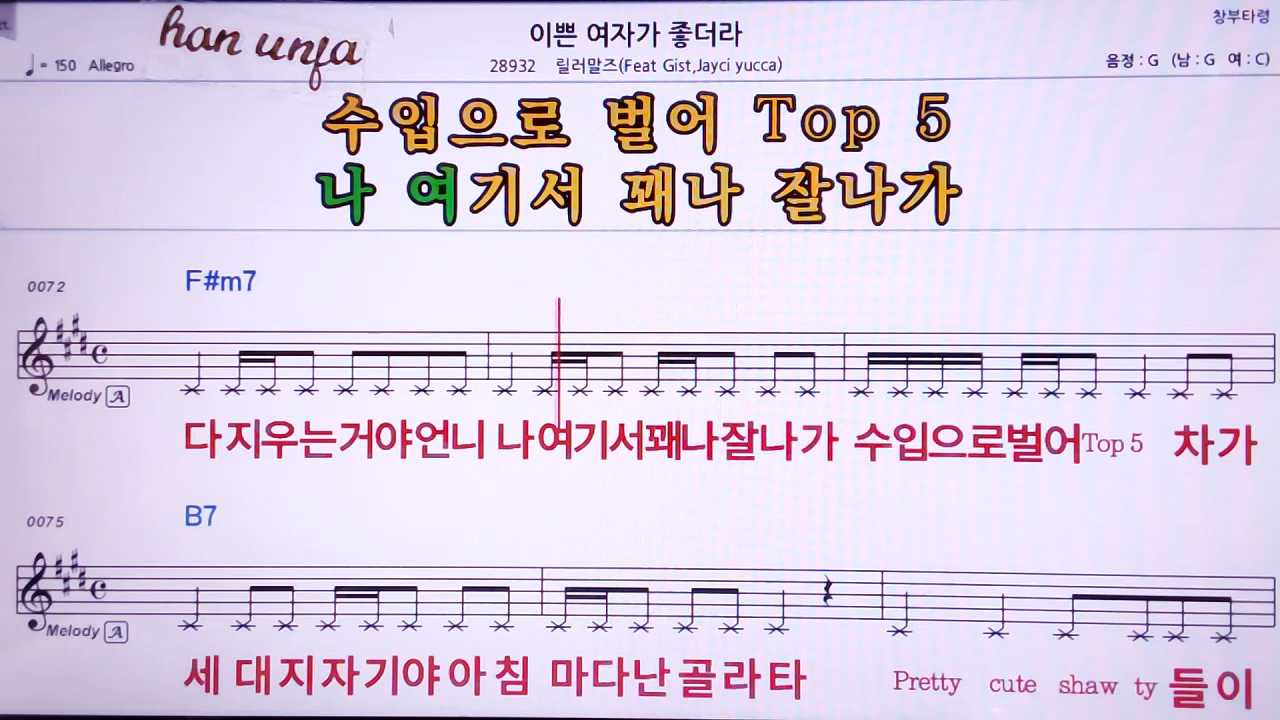 han unfa
이쁜 여자가 좋더라
창부타령
♩= 150 Allegro
28932 릴러말즈(Feat Gist,Jayci yucca)
음정 : G (남 : G 여 : C)
수입으로 벌어 Top 5
나 여기서 꽤나 잘나가
0072
F#m7
Melody A
다지우는거야언니 나여기서꽤나잘나가 수입으로벌어Top 5 차가
0075
B7
Melody A
세 대지자기야아침 마다난골라타 Pretty cute shaw ty 들이